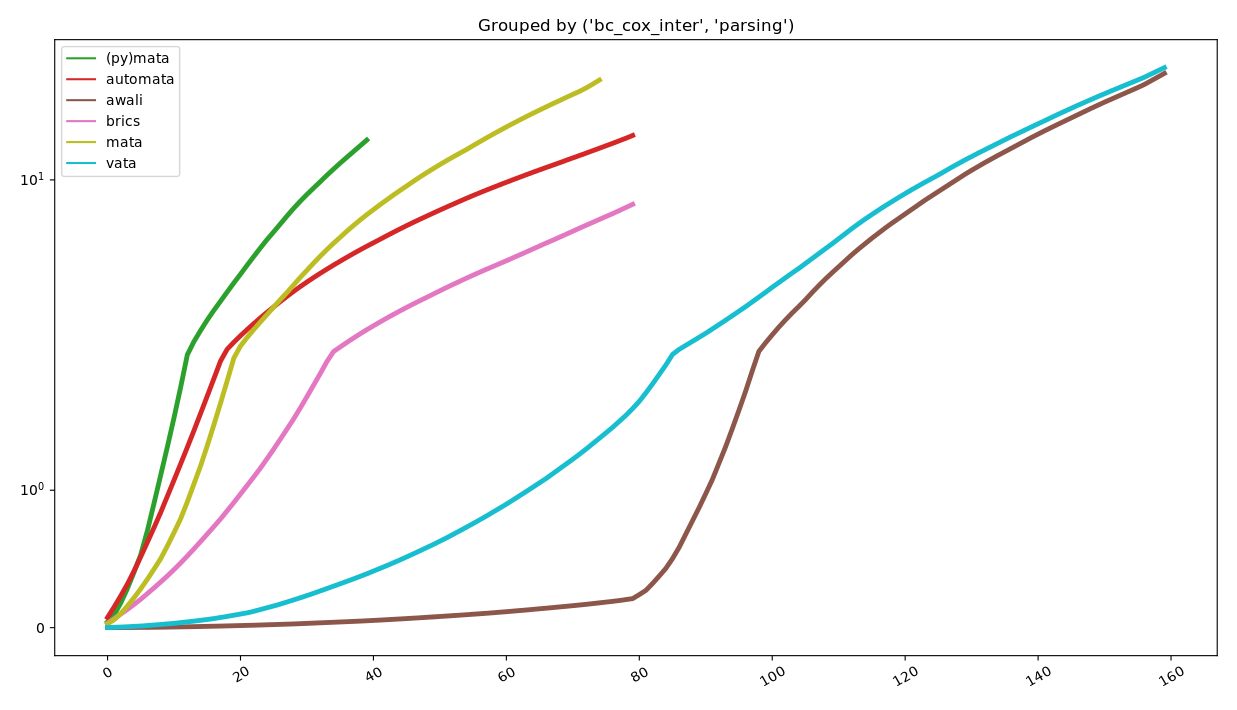 Grouped by ('bc_cox_inter', 'parsing')
(py)mata
automata
awali
brics
mata
vata
10¹
10⁰
0
0 20 40 60 80 100 120 140 160